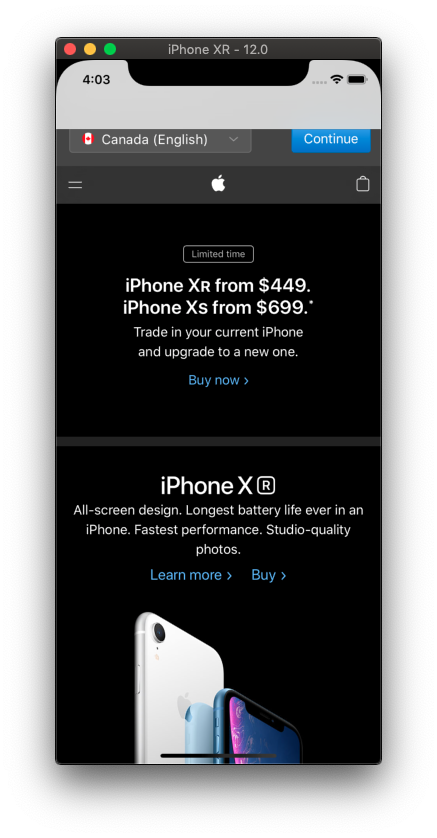 iPhone XR - 12.0
4:03
Canada (English)
Continue
Limited time
iPhone XR from $449.
iPhone Xs from $699.*
Trade in your current iPhone
and upgrade to a new one.
Buy now ›
iPhone X R
All-screen design. Longest battery life ever in an
iPhone. Fastest performance. Studio-quality
photos.
Learn more › Buy ›